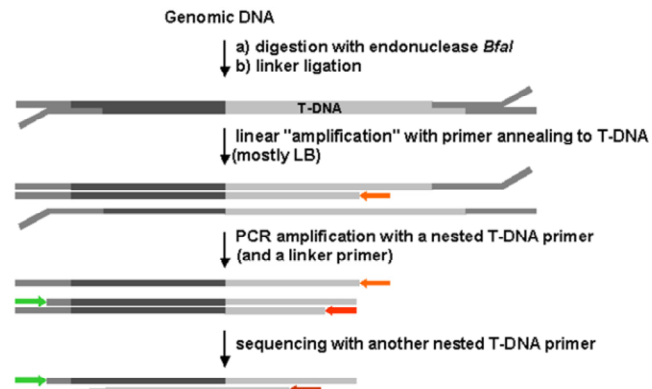 Genomic DNA
a) digestion with endonuclease BfaI
b) linker ligation
T-DNA
linear "amplification" with primer annealing to T-DNA
(mostly LB)
PCR amplification with a nested T-DNA primer
(and a linker primer)
sequencing with another nested T-DNA primer